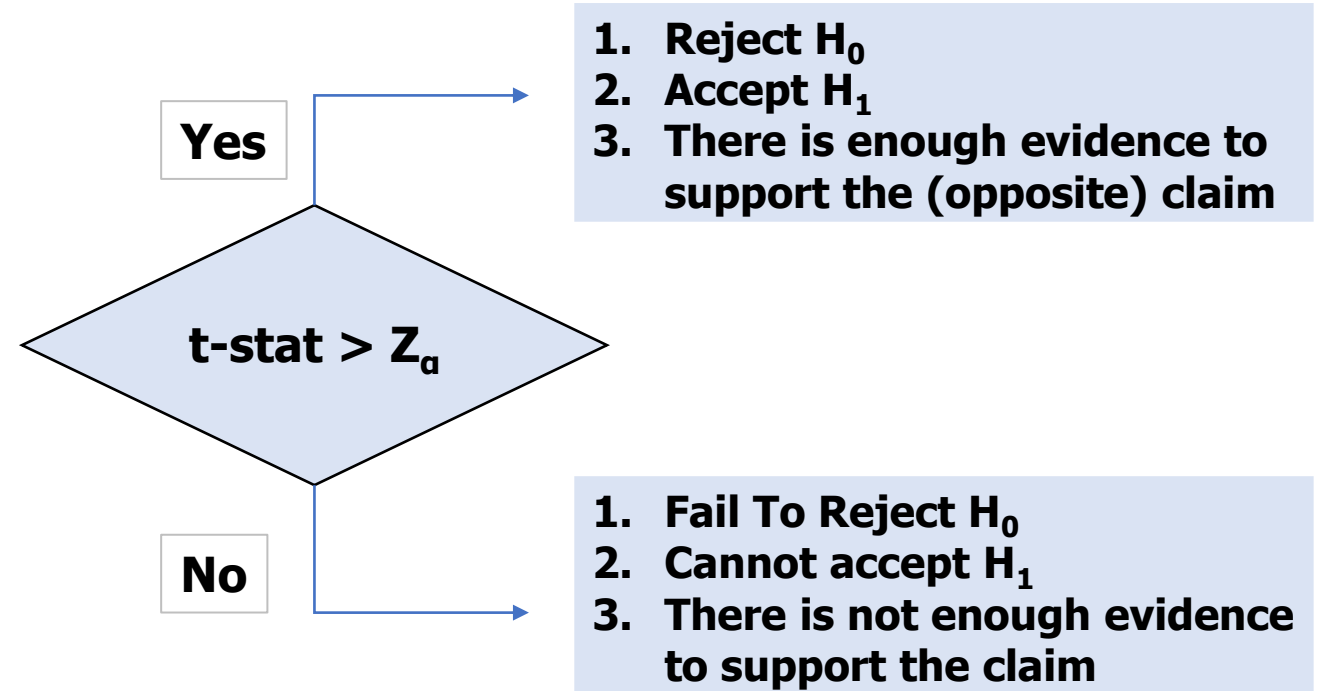 1. Reject H₀
2. Accept H₁
3. There is enough evidence to
support the (opposite) claim
Yes
t-stat > Zα
No
1. Fail To Reject H₀
2. Cannot accept H₁
3. There is not enough evidence
to support the claim